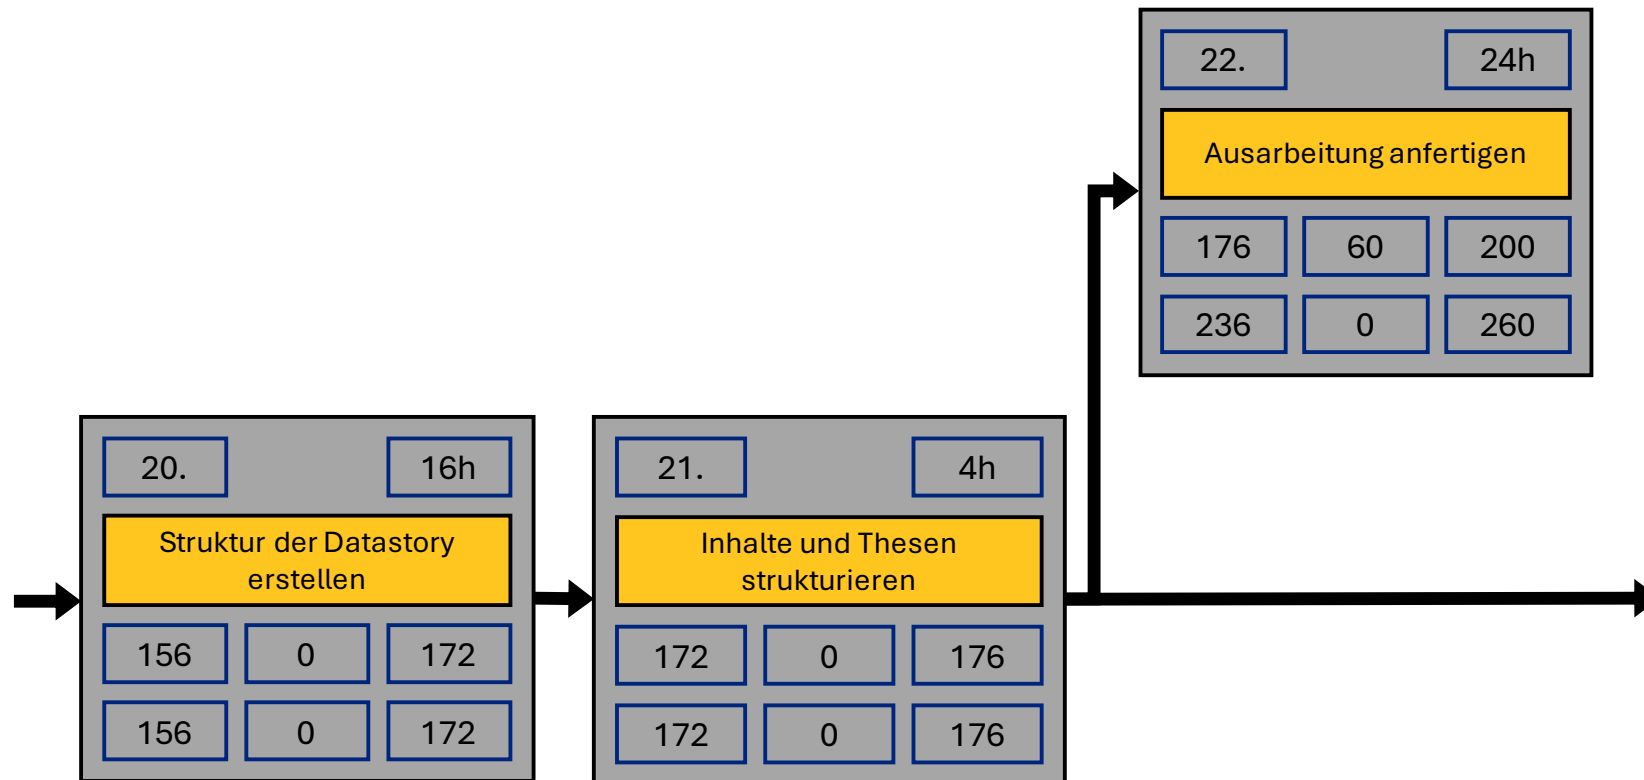 22. 24h
Ausarbeitung anfertigen
176 60 200
236 0 260
20. 16h
Struktur der Datastory
erstellen
156 0 172
156 0 172
21. 4h
Inhalte und Thesen
strukturieren
172 0 176
172 0 176